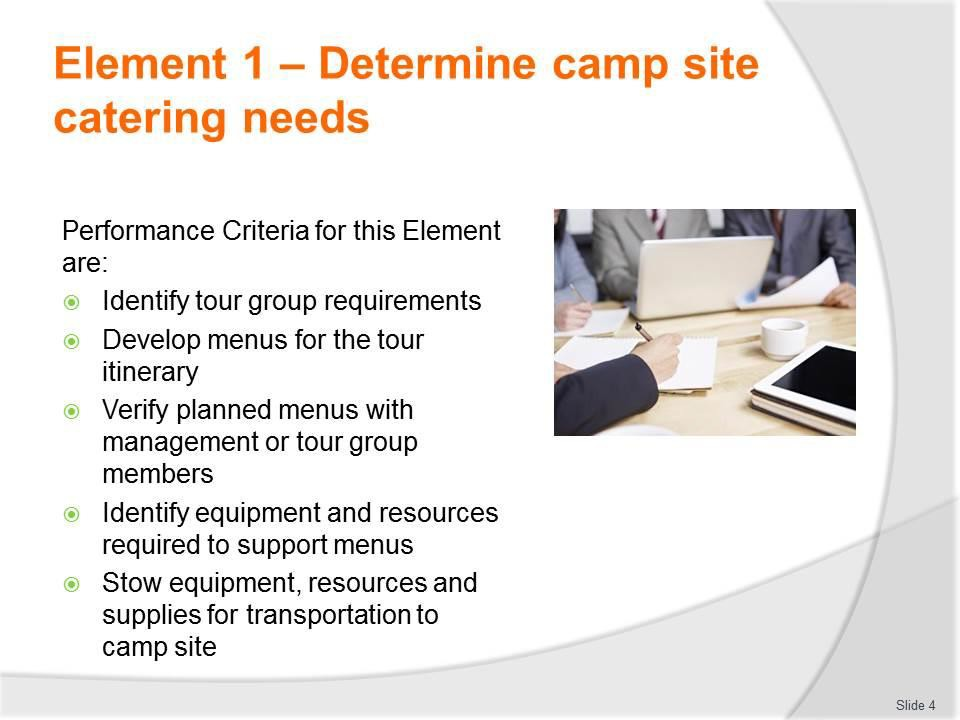 Element 1 – Determine camp site
catering needs
Performance Criteria for this Element
are:
Identify tour group requirements
Develop menus for the tour
itinerary
Verify planned menus with
management or tour group
members
Identify equipment and resources
required to support menus
Stow equipment, resources and
supplies for transportation to
camp site
Slide 4